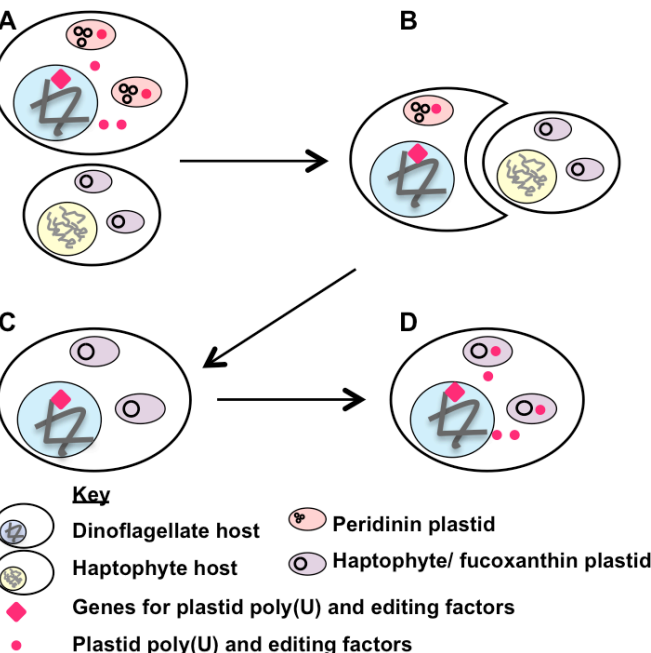 A
B
C
D
Key
Dinoflagellate host
Peridinin plastid
Haptophyte host
Haptophyte/ fucoxanthin plastid
Genes for plastid poly(U) and editing factors
Plastid poly(U) and editing factors